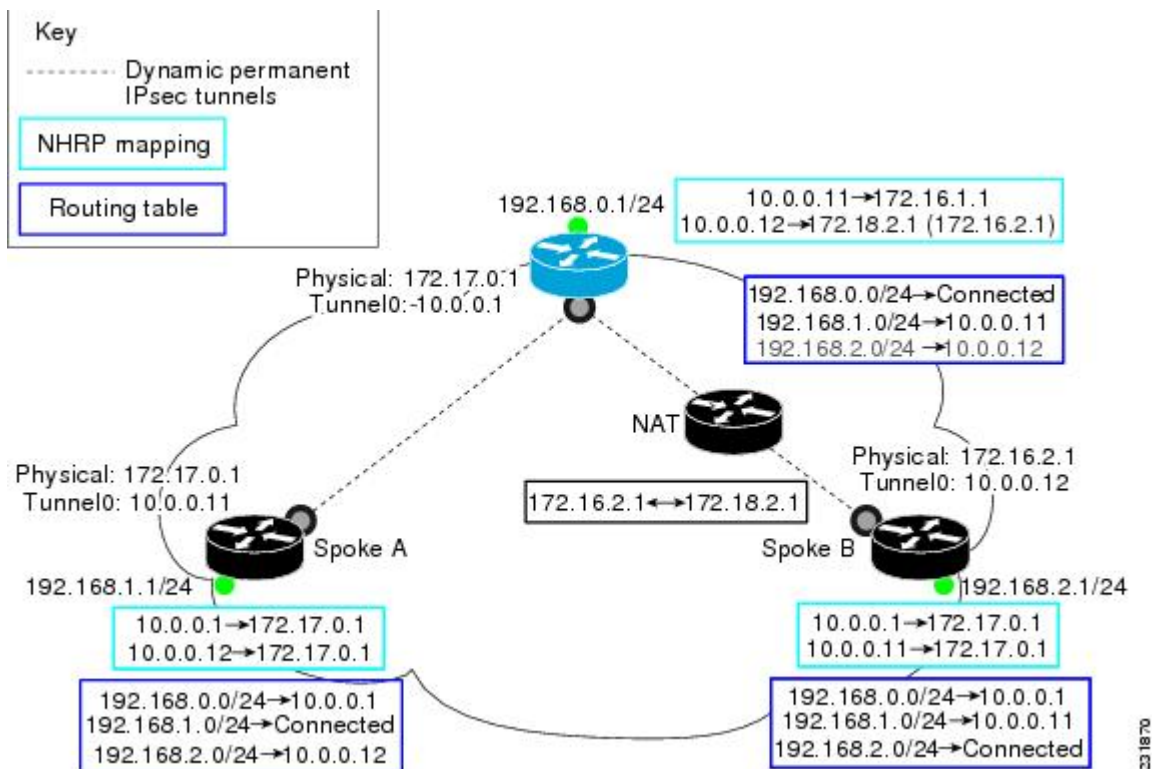 Key
Dynamic permanent
IPsec tunnels
NHRP mapping
Routing table
192.168.0.1/24
10.0.0.11→172.16.1.1
10.0.0.12→172.18.2.1 (172.16.2.1)
Physical: 172.17.0.1
Tunnel0:-10.0.0.1
192.168.0.0/24→Connected
192.168.1.0/24→10.0.0.11
192.168.2.0/24→10.0.0.12
NAT
Physical: 172.17.0.1
Tunnel0: 10.0.0.11
Physical: 172.16.2.1
Tunnel0: 10.0.0.12
172.16.2.1↔172.18.2.1
Spoke A
Spoke B
192.168.1.1/24
192.168.2.1/24
10.0.0.1→172.17.0.1
10.0.0.12→172.17.0.1
10.0.0.1→172.17.0.1
10.0.0.11→172.17.0.1
192.168.0.0/24→10.0.0.1
192.168.1.0/24→Connected
192.168.2.0/24→10.0.0.12
192.168.0.0/24→10.0.0.1
192.168.1.0/24→10.0.0.11
192.168.2.0/24→Connected
231870